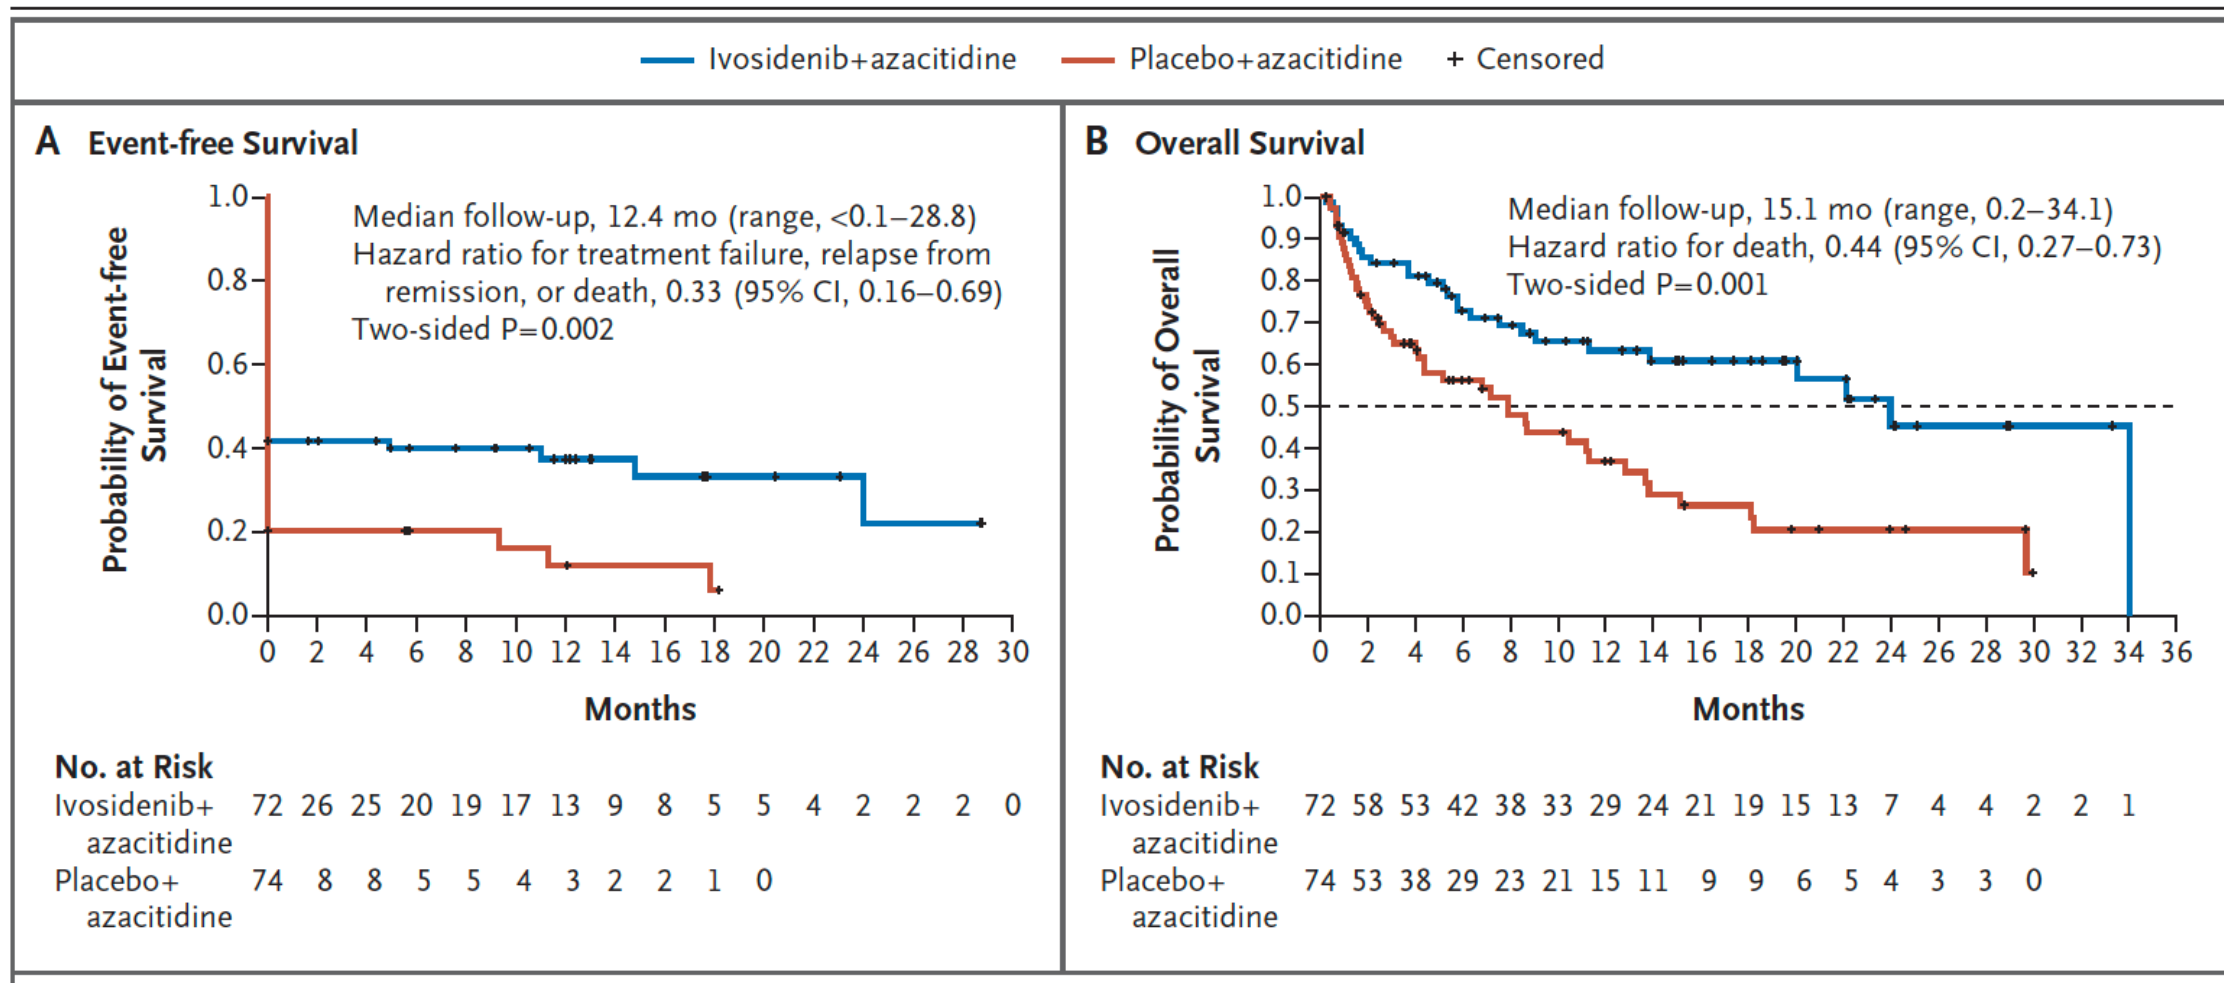 Ivosidenib+azacitidine Placebo+azacitidine + Censored
A Event-free Survival
Probability of Event-free
Survival
1.0
0.8
0.6
0.4
0.2
0.0
Median follow-up, 12.4 mo (range, <0.1–28.8)
Hazard ratio for treatment failure, relapse from
remission, or death, 0.33 (95% CI, 0.16–0.69)
Two-sided P=0.002
0 2 4 6 8 10 12 14 16 18 20 22 24 26 28 30
Months
No. at Risk
Ivosidenib+ 72 26 25 20 19 17 13 9 8 5 5 4 2 2 2 0
azacitidine
Placebo+ 74 8 8 5 5 4 3 2 2 1 0
azacitidine
B Overall Survival
Probability of Overall
Survival
1.0
0.9
0.8
0.7
0.6
0.5
0.4
0.3
0.2
0.1
0.0
Median follow-up, 15.1 mo (range, 0.2–34.1)
Hazard ratio for death, 0.44 (95% CI, 0.27–0.73)
Two-sided P=0.001
0 2 4 6 8 10 12 14 16 18 20 22 24 26 28 30 32 34 36
Months
No. at Risk
Ivosidenib+ 72 58 53 42 38 33 29 24 21 19 15 13 7 4 4 2 2 1
azacitidine
Placebo+ 74 53 38 29 23 21 15 11 9 9 6 5 4 3 3 0
azacitidine